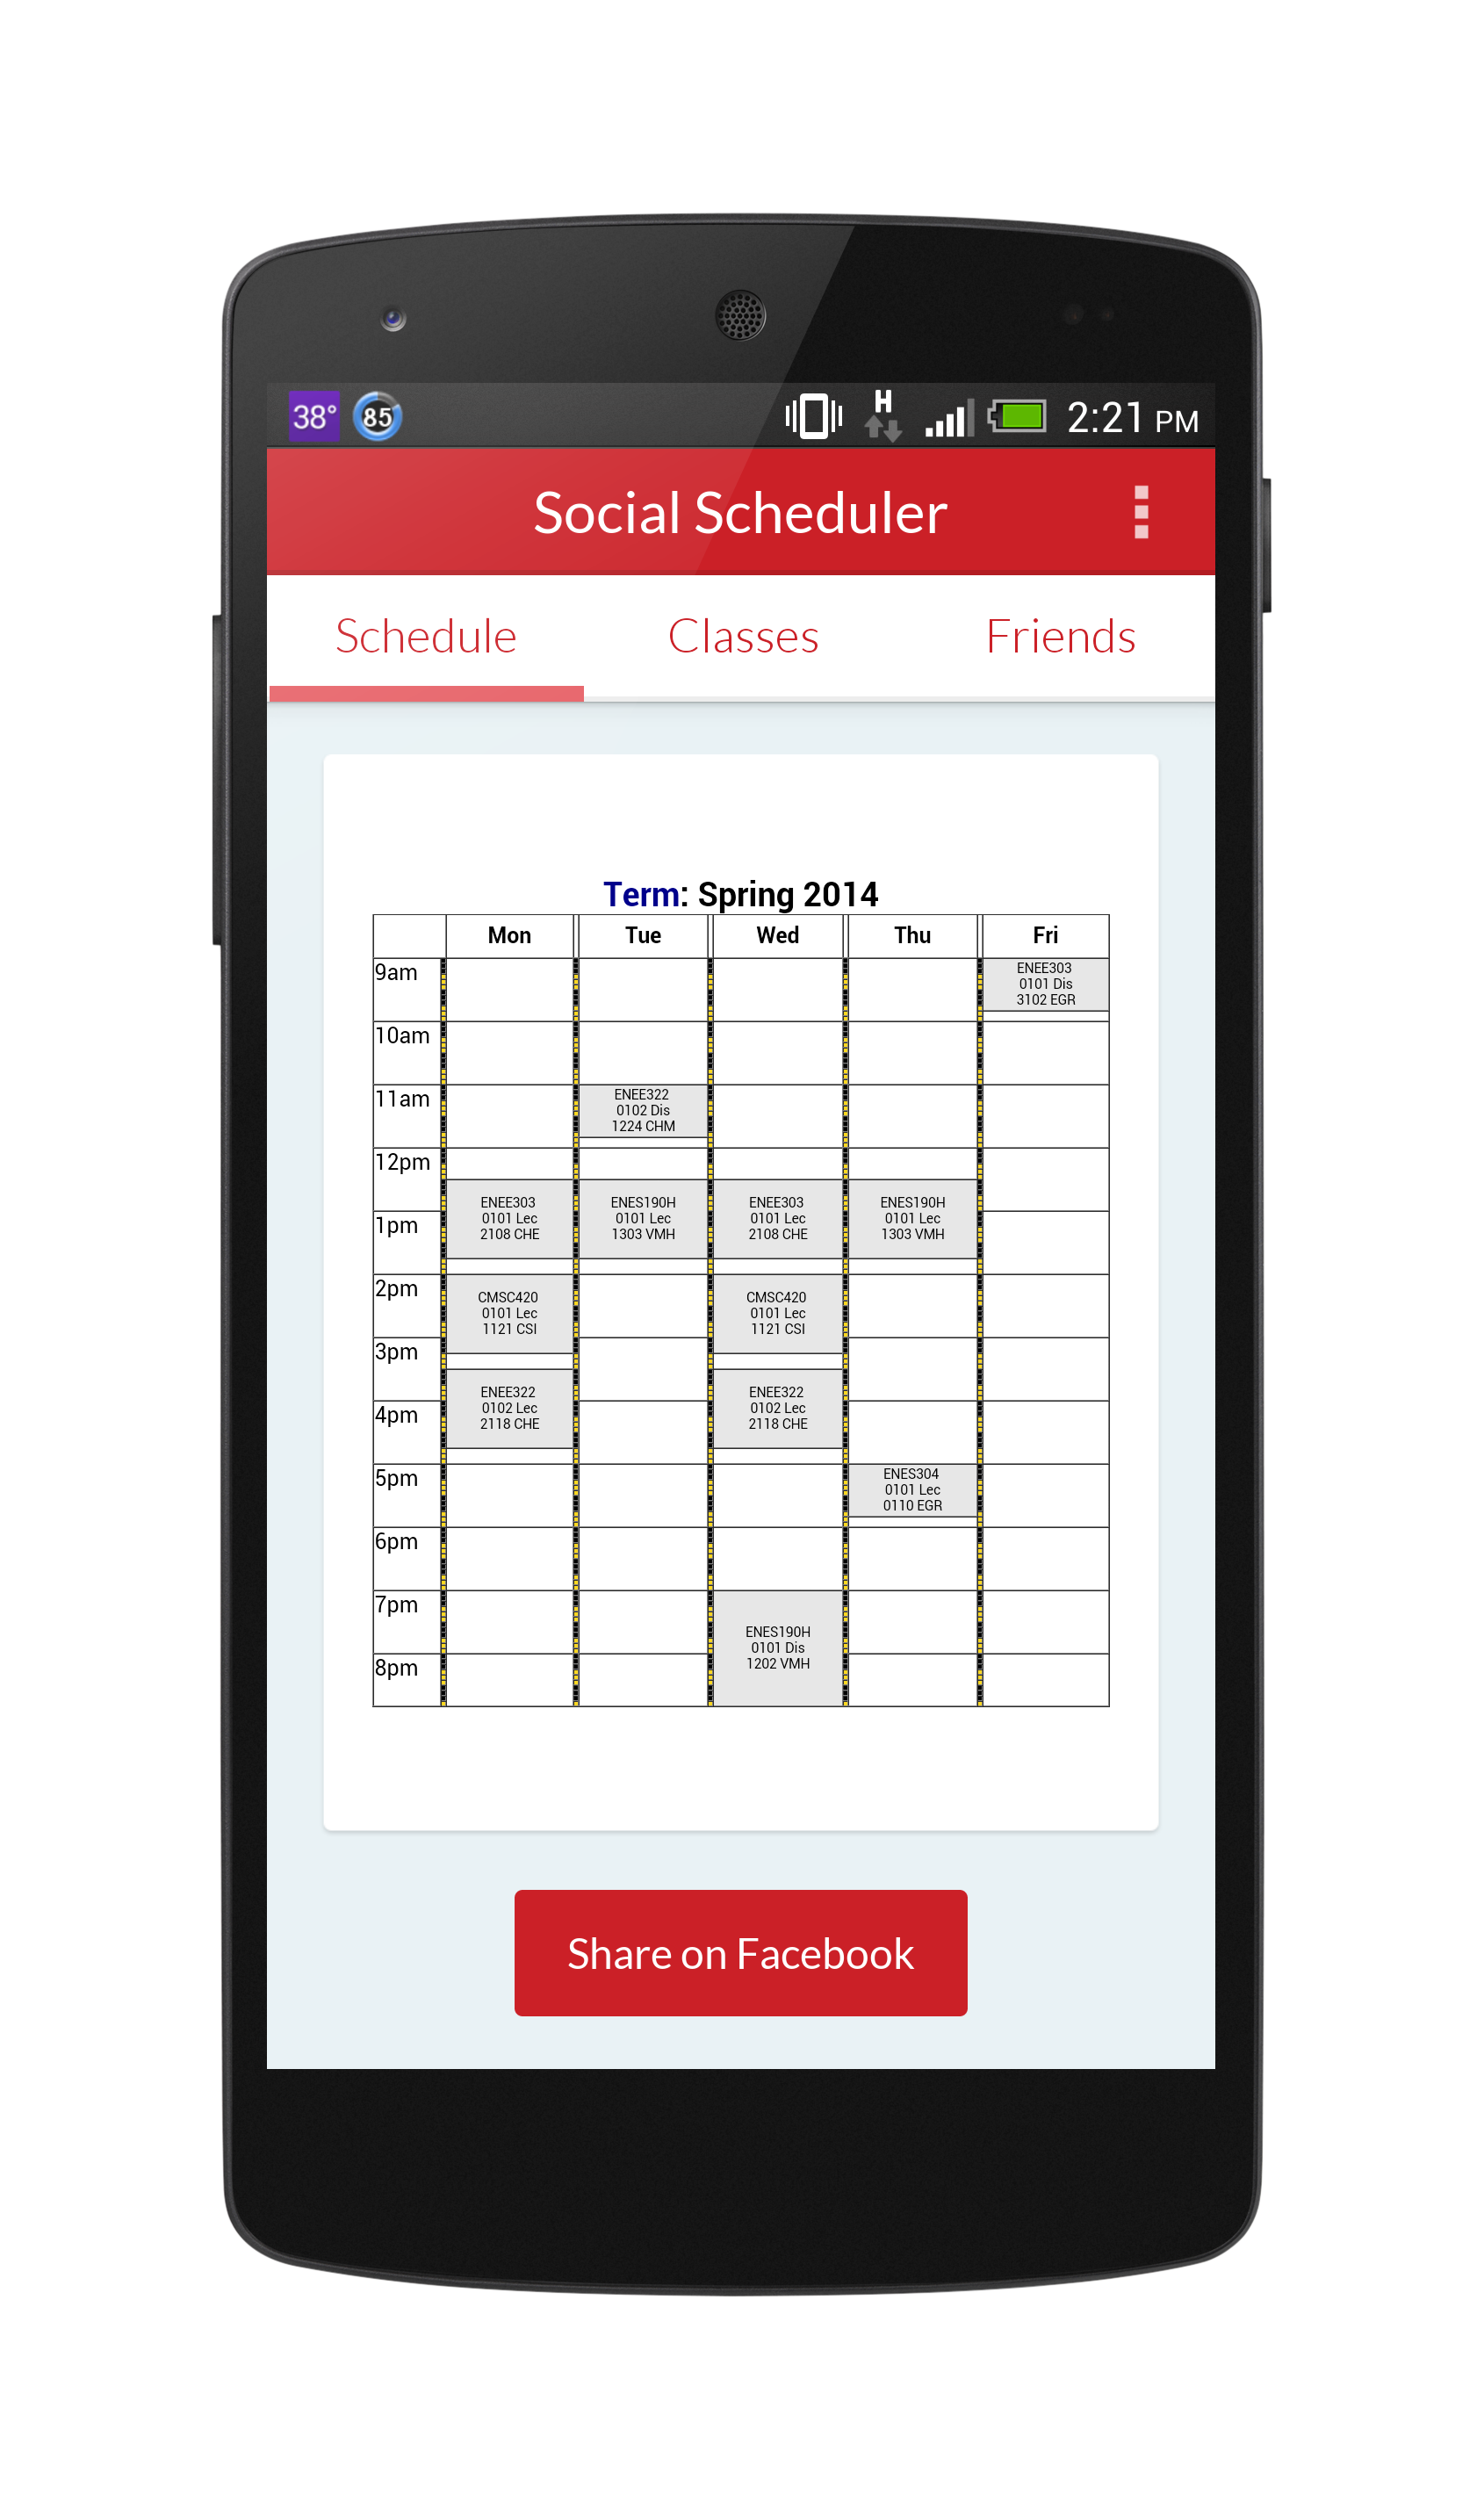 38° 85 H 2:21 PM
Social Scheduler
Schedule Classes Friends
Term: Spring 2014
Mon Tue Wed Thu Fri
9am
ENEE303
0101 Dis
3102 EGR
10am
11am
ENEE322
0102 Dis
1224 CHM
12pm
ENEE303 ENES190H ENEE303 ENES190H
0101 Lec 0101 Lec 0101 Lec 0101 Lec
2108 CHE 1303 VMH 2108 CHE 1303 VMH
1pm
2pm
CMSC420 CMSC420
0101 Lec 0101 Lec
1121 CSI 1121 CSI
3pm
ENEE322 ENEE322
0102 Lec 0102 Lec
2118 CHE 2118 CHE
4pm
5pm
ENES304
0101 Lec
0110 EGR
6pm
7pm
ENES190H
0101 Dis
1202 VMH
8pm
Share on Facebook